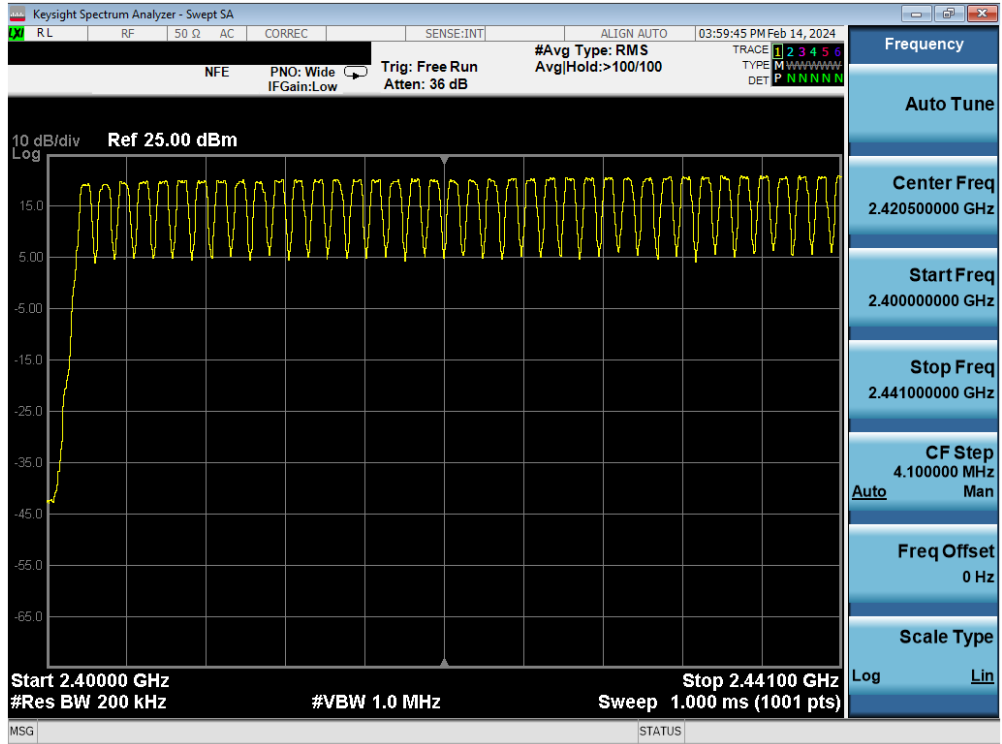 Keysight Spectrum Analyzer - Swept SA
LXI RL RF 50 Ω AC CORREC SENSE:INT ALIGN AUTO 03:59:45 PM Feb 14, 2024
NFE
PNO: Wide
IFGain:Low
Trig: Free Run
Atten: 36 dB
#Avg Type: RMS
Avg|Hold:>100/100
TRACE 1 2 3 4 5 6
TYPE M WWWWW
DET P N N N N N
10 dB/div
Log
Ref 25.00 dBm
15.0
5.00
-5.00
-15.0
-25.0
-35.0
-45.0
-55.0
-65.0
Start 2.40000 GHz
Stop 2.44100 GHz
#Res BW 200 kHz
#VBW 1.0 MHz
Sweep 1.000 ms (1001 pts)
MSG
STATUS
Frequency
Auto Tune
Center Freq
2.420500000 GHz
Start Freq
2.400000000 GHz
Stop Freq
2.441000000 GHz
CF Step
4.100000 MHz
Auto Man
Freq Offset
0 Hz
Scale Type
Log Lin